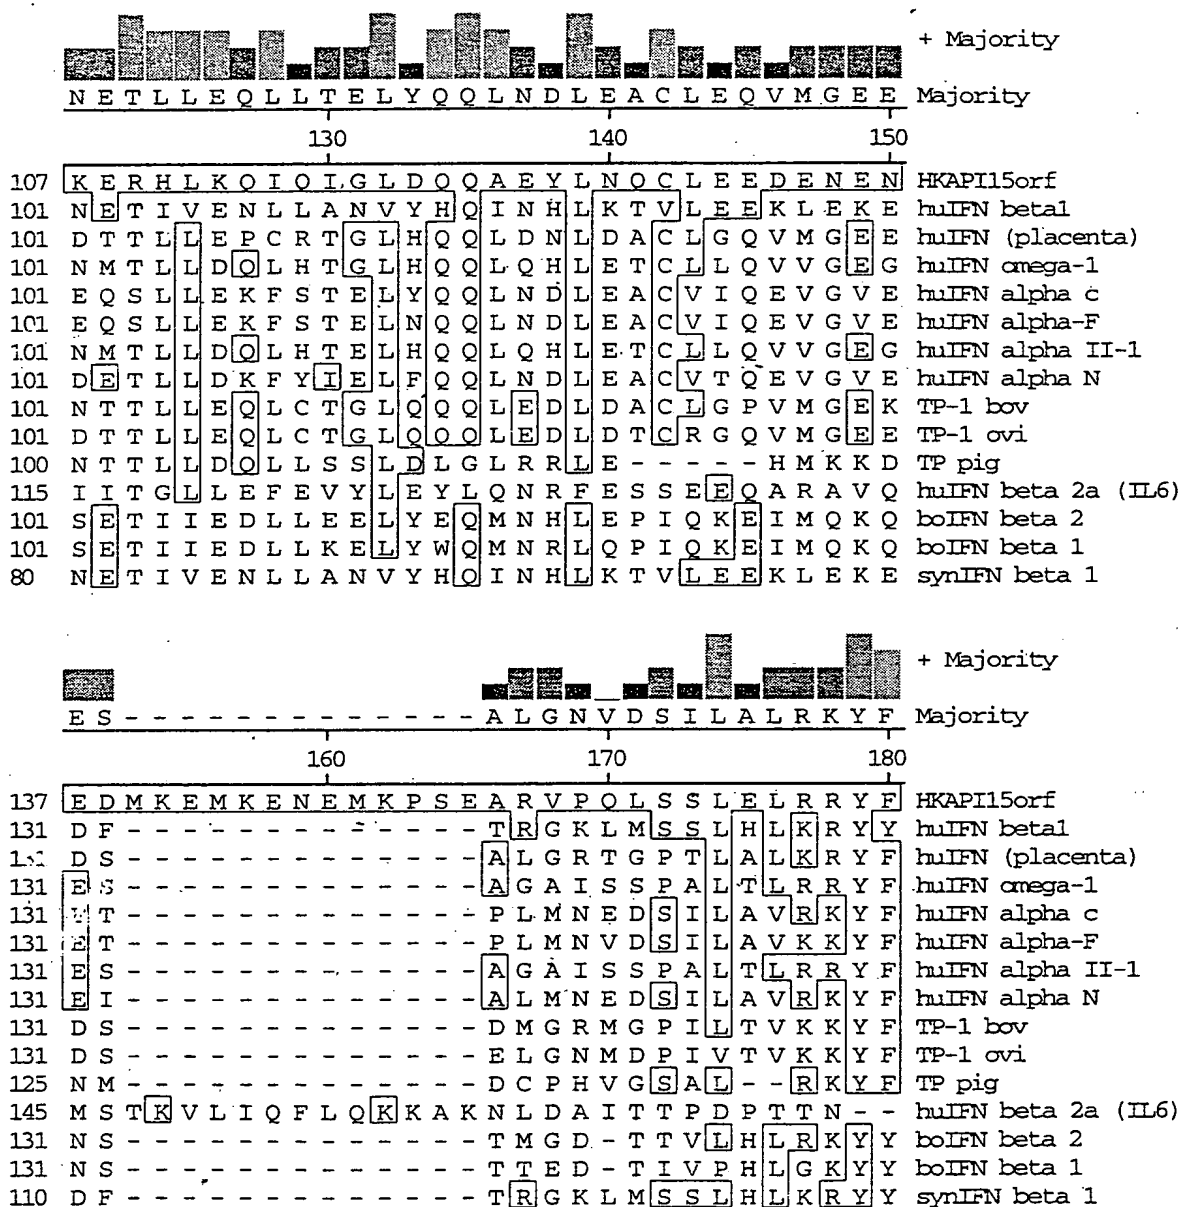 + Majority
N E T L L E Q L L T E L Y Q Q L N D L E A C L E Q V M G E E Majority
130 140 150
107 K E R H L K Q I Q I G L D Q Q A E Y L N Q C L E E D E N E N HKAPI15orf
101 N E T I V E N L L A N V Y H Q I N H L K T V L E E K L E K E huIFN beta1
101 D T T L L E P C R T G L H Q Q L D N L D A C L G Q V M G E E huIFN (placenta)
101 N M T L L D Q L H T G L H Q Q L Q H L E T C L L Q V V G E G huIFN omega-1
101 E Q S L L E K F S T E L Y Q Q L N D L E A C V I Q E V G V E huIFN alpha c
101 E Q S L L E K F S T E L N Q Q L N D L E A C V I Q E V G V E huIFN alpha-F
101 N M T L L D Q L H T E L H Q Q L Q H L E T C L L Q V V G E G huIFN alpha II-1
101 D E T L L D K F Y I E L F Q Q L N D L E A C V T Q E V G V E huIFN alpha N
101 N T T L L E Q L C T G L Q Q Q L E D L D A C L G P V M G E K TP-1 bov
101 D T T L L E Q L C T G L Q Q Q L E D L D T C R G Q V M G E E TP-1 ovi
100 N T T L L D Q L L S S L D L G L R R L E - - - - - H M K K D TP pig
115 I I T G L L E F E V Y L E Y L Q N R F E S S E E Q A R A V Q huIFN beta 2a (IL6)
101 S E T I I E D L L E E L Y E Q M N H L E P I Q K E I M Q K Q boIFN beta 2
101 S E T I I E D L L K E L Y W Q M N R L Q P I Q K E I M Q K Q boIFN beta 1
80 N E T I V E N L L A N V Y H Q I N H L K T V L E E K L E K E synIFN beta 1
+ Majority
E S - - - - - - - - - - - - - A L G N V D S I L A L R K Y F Majority
160 170 180
137 E D M K E M K E N E M K P S E A R V P Q L S S L E L R R Y F HKAPI15orf
131 D F - - - - - - - - - - - - - T R G K L M S S L H L K R Y Y huIFN beta1
D S - - - - - - - - - - - - - A L G R T G P T L A L K R Y F huIFN (placenta)
131 E S - - - - - - - - - - - - - A G A I S S P A L T L R R Y F huIFN omega-1
131 T - - - - - - - - - - - - - P L M N E D S I L A V R K Y F huIFN alpha c
131 E T - - - - - - - - - - - - - P L M N V D S I L A V K K Y F huIFN alpha-F
131 E S - - - - - - - - - - - - - A G A I S S P A L T L R R Y F huIFN alpha II-1
131 E I - - - - - - - - - - - - - A L M N E D S I L A V R K Y F huIFN alpha N
131 D S - - - - - - - - - - - - - D M G R M G P I L T V K K Y F TP-1 bov
131 D S - - - - - - - - - - - - - E L G N M D P I V T V K K Y F TP-1 ovi
125 N M - - - - - - - - - - - - - D C P H V G S A L - - R K Y F TP pig
145 M S T K V L I Q F L Q K K A K N L D A I T T P D P T T N - - huIFN beta 2a (IL6)
131 N S - - - - - - - - - - - - - T M G D - T T V L H L R K Y Y boIFN beta 2
131 N S - - - - - - - - - - - - - T T E D - T I V P H L G K Y Y boIFN beta 1
110 D F - - - - - - - - - - - - - T R G K L M S S L H L K R Y Y synIFN beta 1